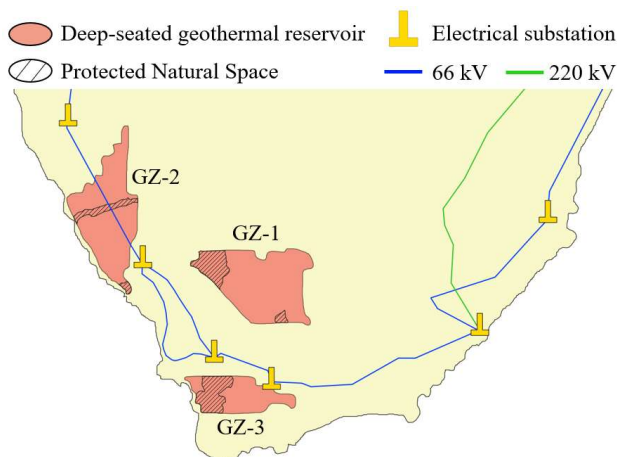 Deep-seated geothermal reservoir
Electrical substation
Protected Natural Space
66 kV
220 kV
GZ-2
GZ-1
GZ-3